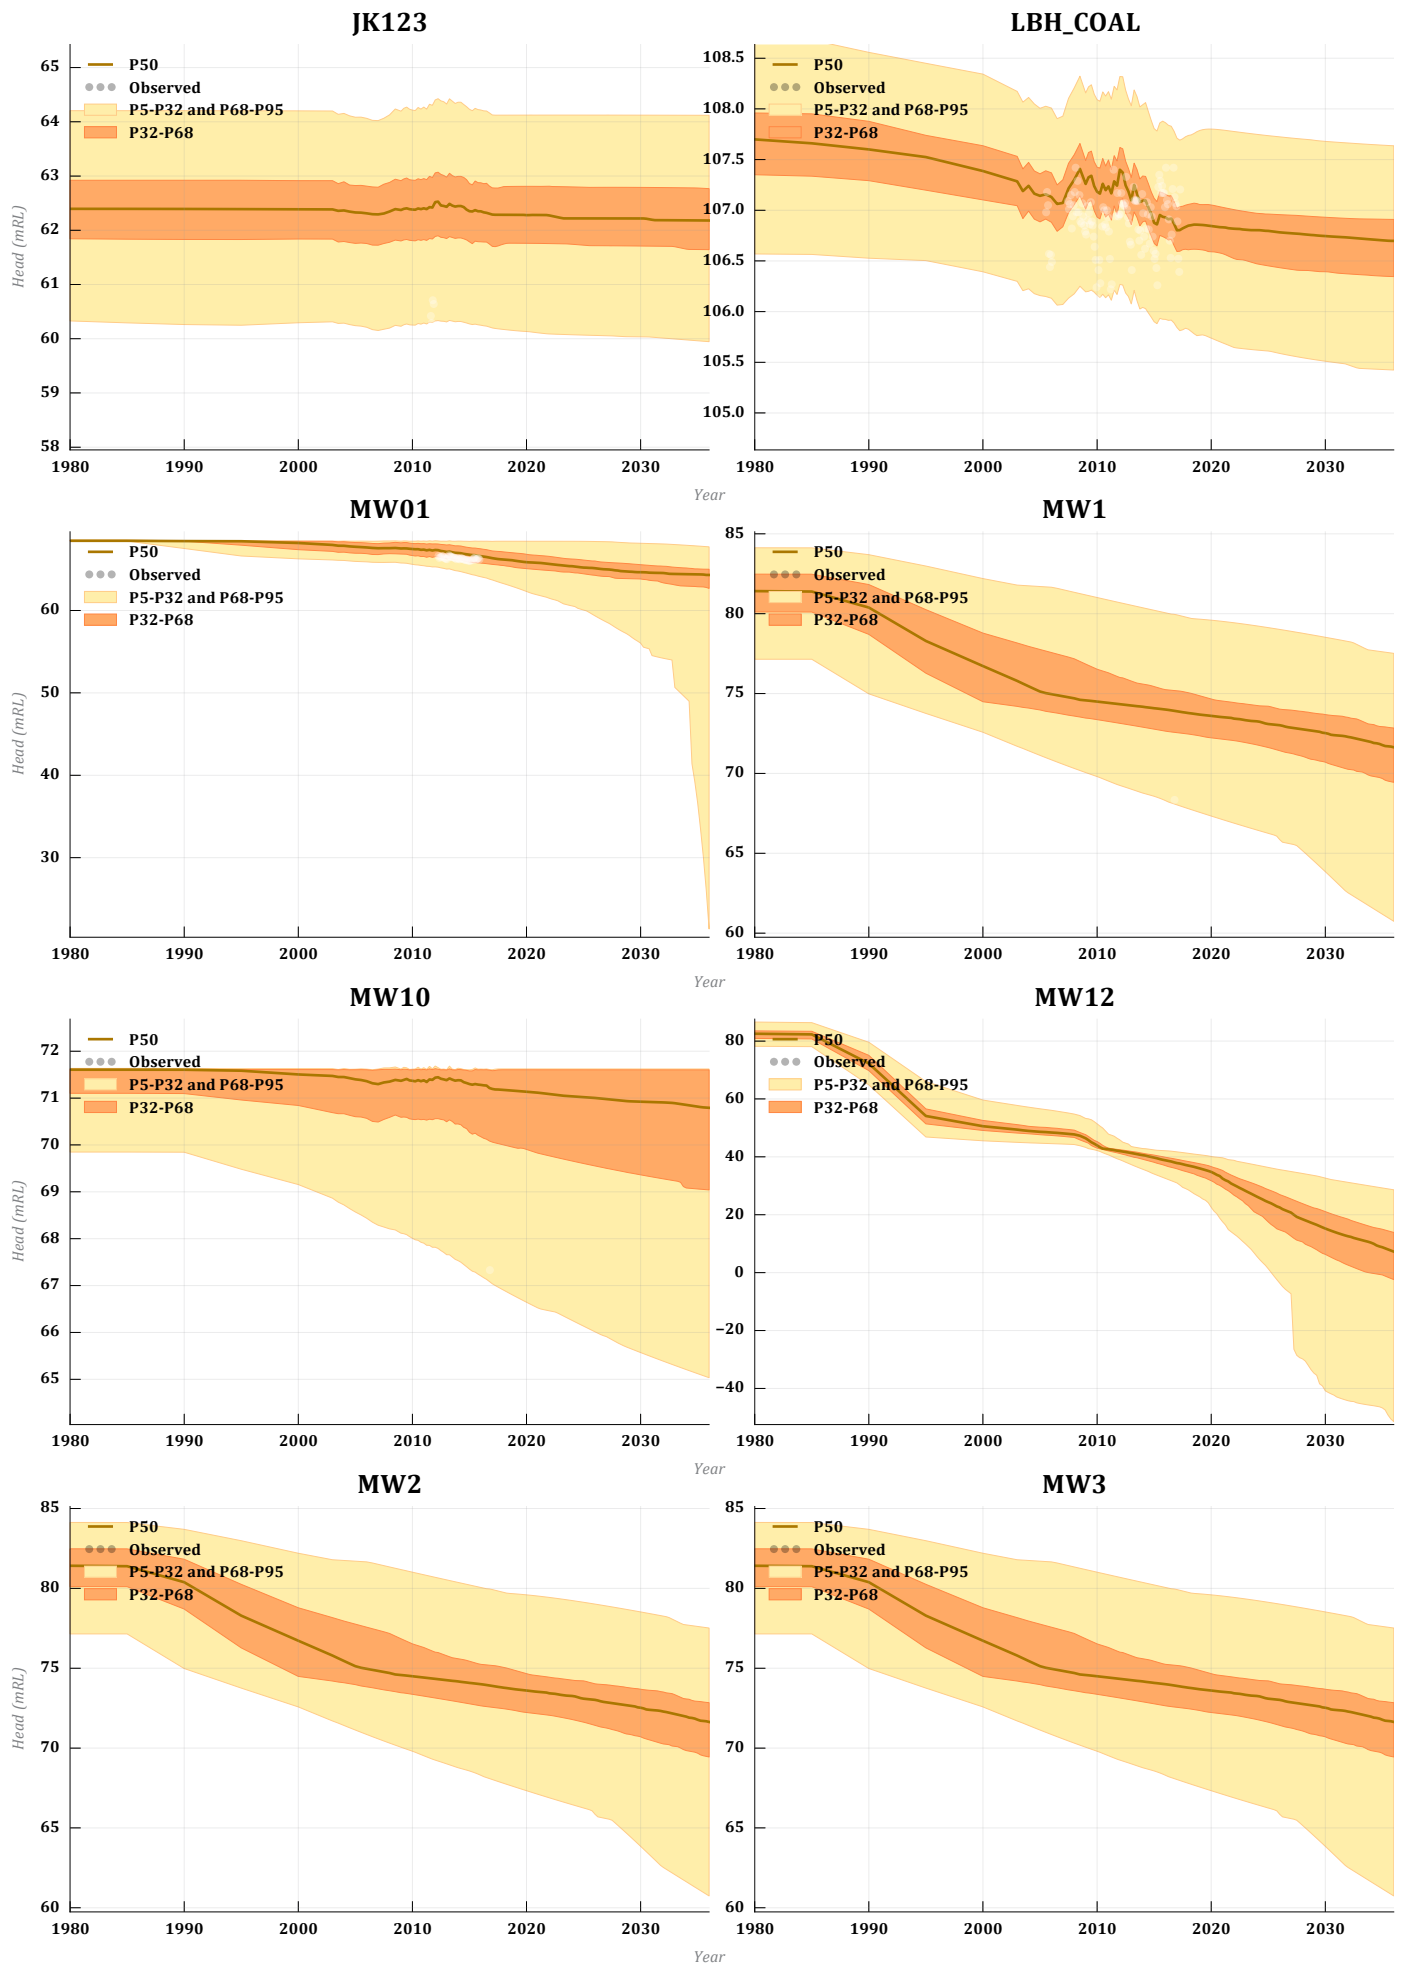 JK123
65
64
63
62
61
60
59
58
Head (mRL)
P50
Observed
P5-P32 and P68-P95
P32-P68
1980
1990
2000
2010
2020
2030
LBH_COAL
108.5
108.0
107.5
107.0
106.5
106.0
105.5
105.0
P50
Observed
P5-P32 and P68-P95
P32-P68
1980
1990
2000
2010
2020
2030
Year
MW01
60
50
40
30
Head (mRL)
P50
Observed
P5-P32 and P68-P95
P32-P68
1980
1990
2000
2010
2020
2030
MW1
85
80
75
70
65
60
P50
Observed
P5-P32 and P68-P95
P32-P68
1980
1990
2000
2010
2020
2030
Year
MW10
72
71
70
69
68
67
66
65
Head (mRL)
P50
Observed
P5-P32 and P68-P95
P32-P68
1980
1990
2000
2010
2020
2030
MW12
80
60
40
20
0
−20
−40
P50
Observed
P5-P32 and P68-P95
P32-P68
1980
1990
2000
2010
2020
2030
Year
MW2
85
80
75
70
65
60
Head (mRL)
P50
Observed
P5-P32 and P68-P95
P32-P68
1980
1990
2000
2010
2020
2030
MW3
85
80
75
70
65
60
P50
Observed
P5-P32 and P68-P95
P32-P68
1980
1990
2000
2010
2020
2030
Year